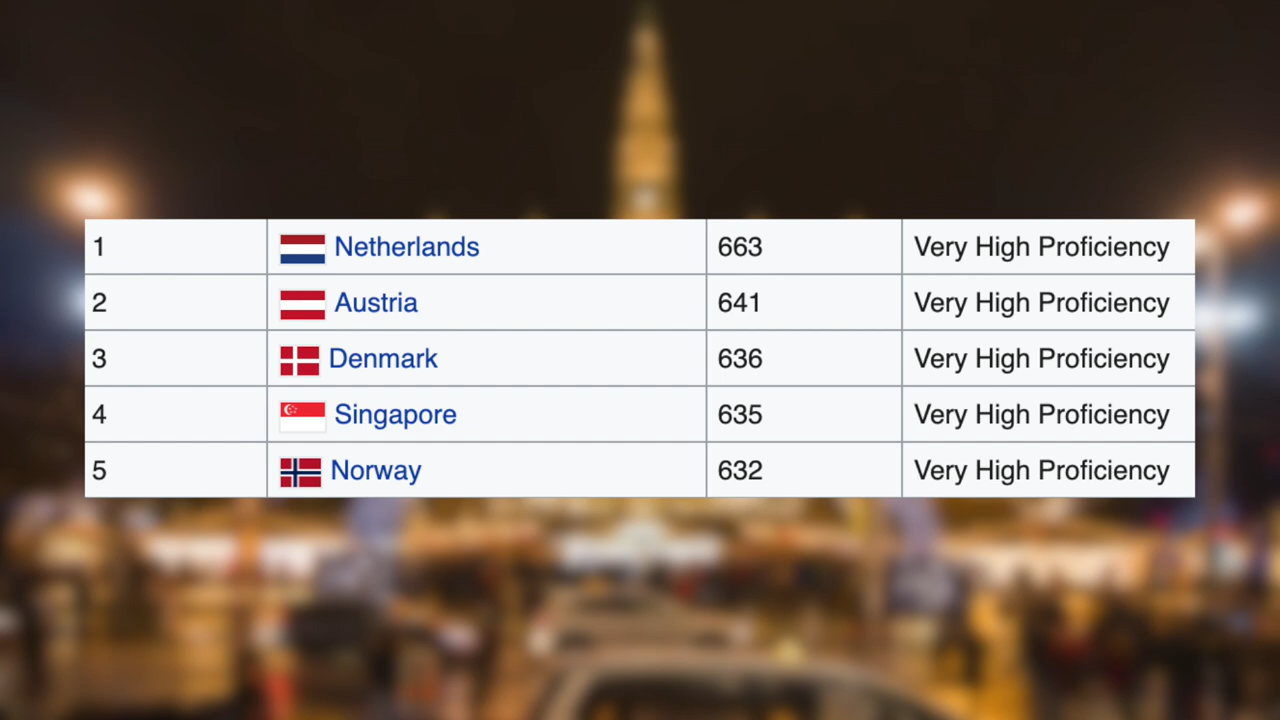 1 Netherlands 663 Very High Proficiency
2 Austria 641 Very High Proficiency
3 Denmark 636 Very High Proficiency
4 Singapore 635 Very High Proficiency
5 Norway 632 Very High Proficiency